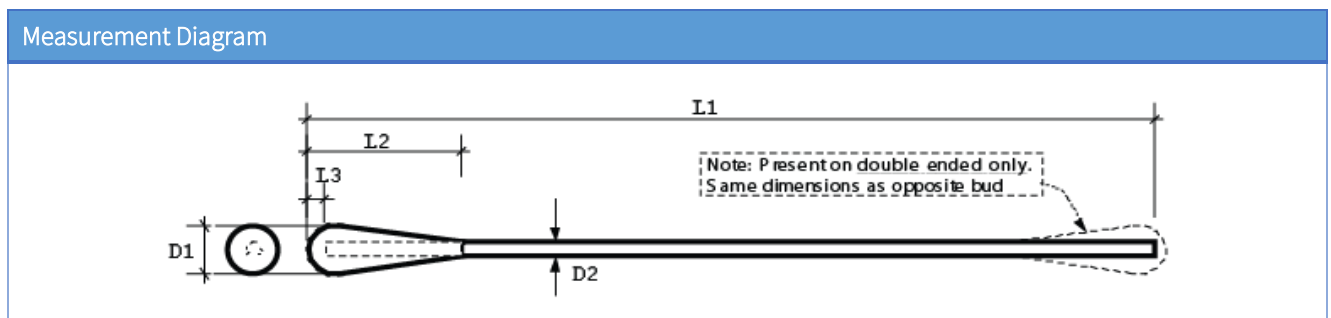 Measurement Diagram
L1
L2
Note: Present on double ended only.
Same dimensions as opposite bud
L3
D1
D2